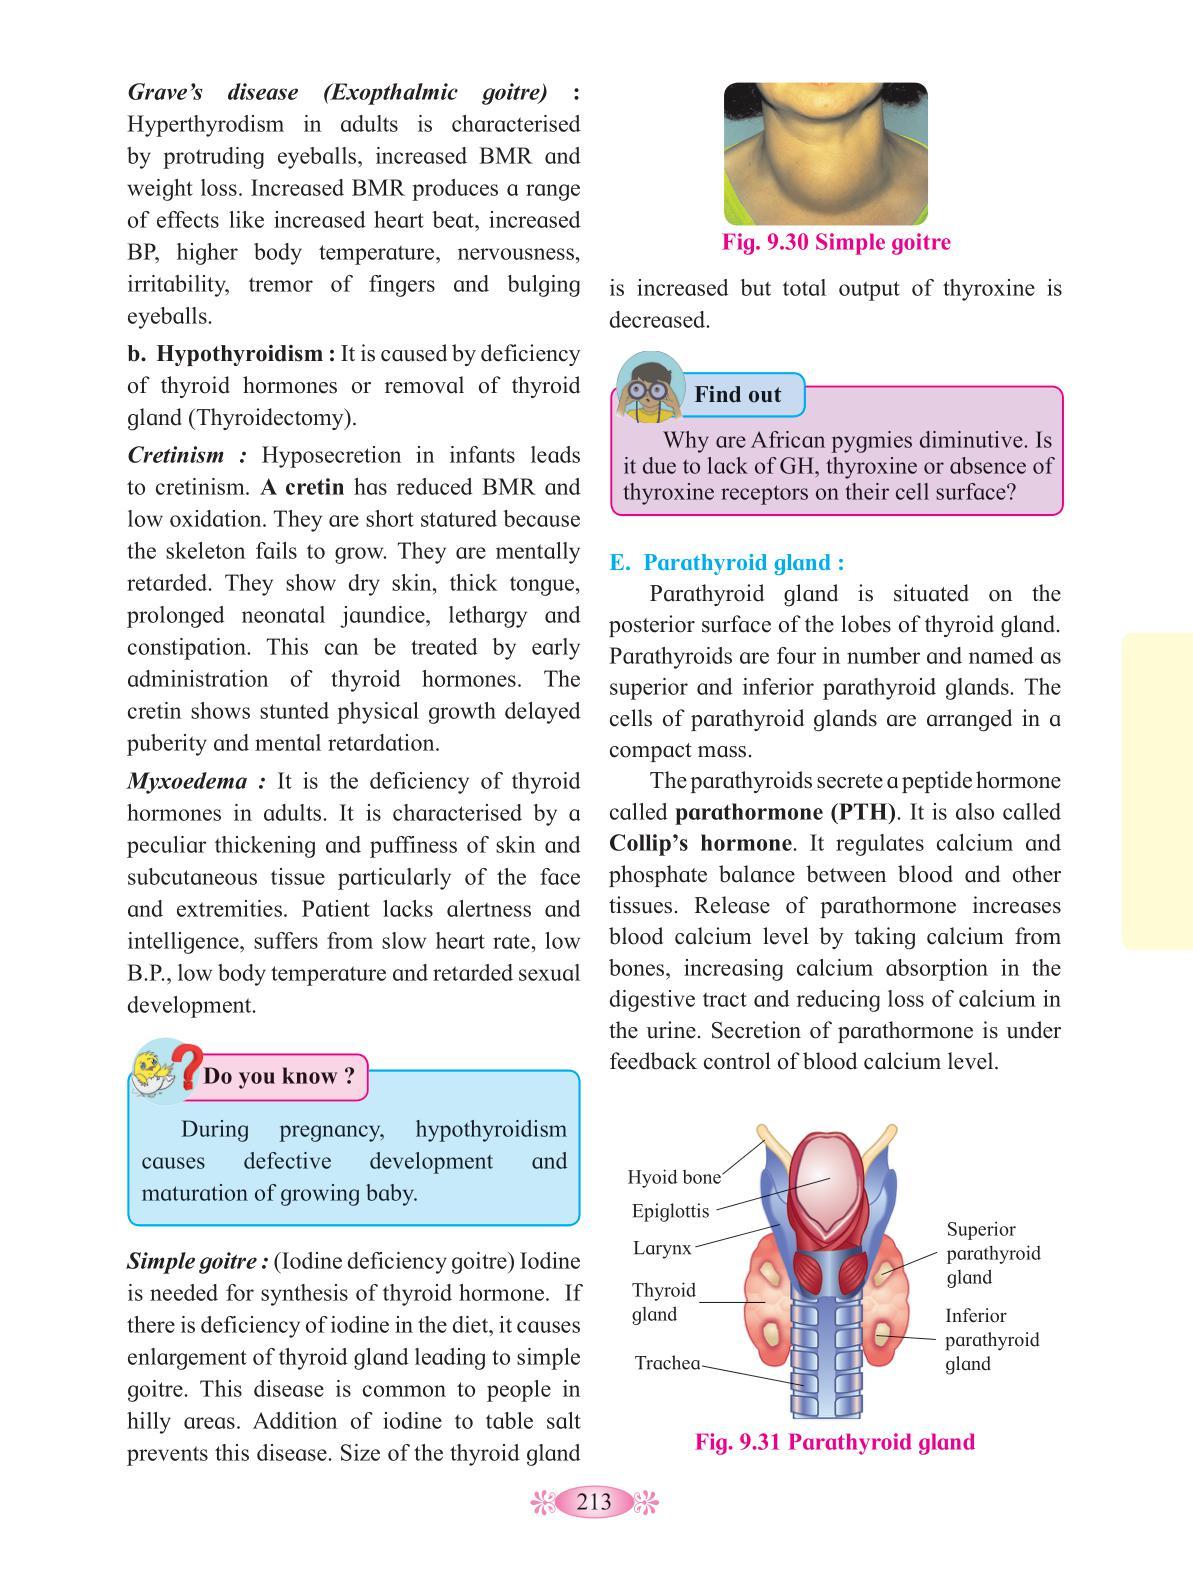 Grave's disease (Exopthalmic goitre) :
Hyperthyrodism in adults is characterised
by protruding eyeballs, increased BMR and
weight loss. Increased BMR produces a range
of effects like increased heart beat, increased
BP, higher body temperature, nervousness,
irritability, tremor of fingers and bulging
eyeballs.
b. Hypothyroidism : It is caused by deficiency
of thyroid hormones or removal of thyroid
gland (Thyroidectomy).
Cretinism : Hyposecretion in infants leads
to cretinism. A cretin has reduced BMR and
low oxidation. They are short statured because
the skeleton fails to grow. They are mentally
retarded. They show dry skin, thick tongue,
prolonged neonatal jaundice, lethargy and
constipation. This can be treated by early
administration of thyroid hormones. The
cretin shows stunted physical growth delayed
puberty and mental retardation.
Myxoedema : It is the deficiency of thyroid
hormones in adults. It is characterised by a
peculiar thickening and puffiness of skin and
subcutaneous tissue particularly of the face
and extremities. Patient lacks alertness and
intelligence, suffers from slow heart rate, low
B.P., low body temperature and retarded sexual
development.
Do you know ?
During pregnancy, hypothyroidism
causes defective development and
maturation of growing baby.
Simple goitre : (Iodine deficiency goitre) Iodine
is needed for synthesis of thyroid hormone. If
there is deficiency of iodine in the diet, it causes
enlargement of thyroid gland leading to simple
goitre. This disease is common to people in
hilly areas. Addition of iodine to table salt
prevents this disease. Size of the thyroid gland
Fig. 9.30 Simple goitre
is increased but total output of thyroxine is
decreased.
Find out
Why are African pygmies diminutive. Is
it due to lack of GH, thyroxine or absence of
thyroxine receptors on their cell surface?
E. Parathyroid gland :
Parathyroid gland is situated on the
posterior surface of the lobes of thyroid gland.
Parathyroids are four in number and named as
superior and inferior parathyroid glands. The
cells of parathyroid glands are arranged in a
compact mass.
The parathyroids secrete a peptide hormone
called parathormone (PTH). It is also called
Collip's hormone. It regulates calcium and
phosphate balance between blood and other
tissues. Release of parathormone increases
blood calcium level by taking calcium from
bones, increasing calcium absorption in the
digestive tract and reducing loss of calcium in
the urine. Secretion of parathormone is under
feedback control of blood calcium level.
Hyoid bone
Epiglottis
Larynx
Thyroid
gland
Trachea
Superior
parathyroid
gland
Inferior
parathyroid
gland
Fig. 9.31 Parathyroid gland
213